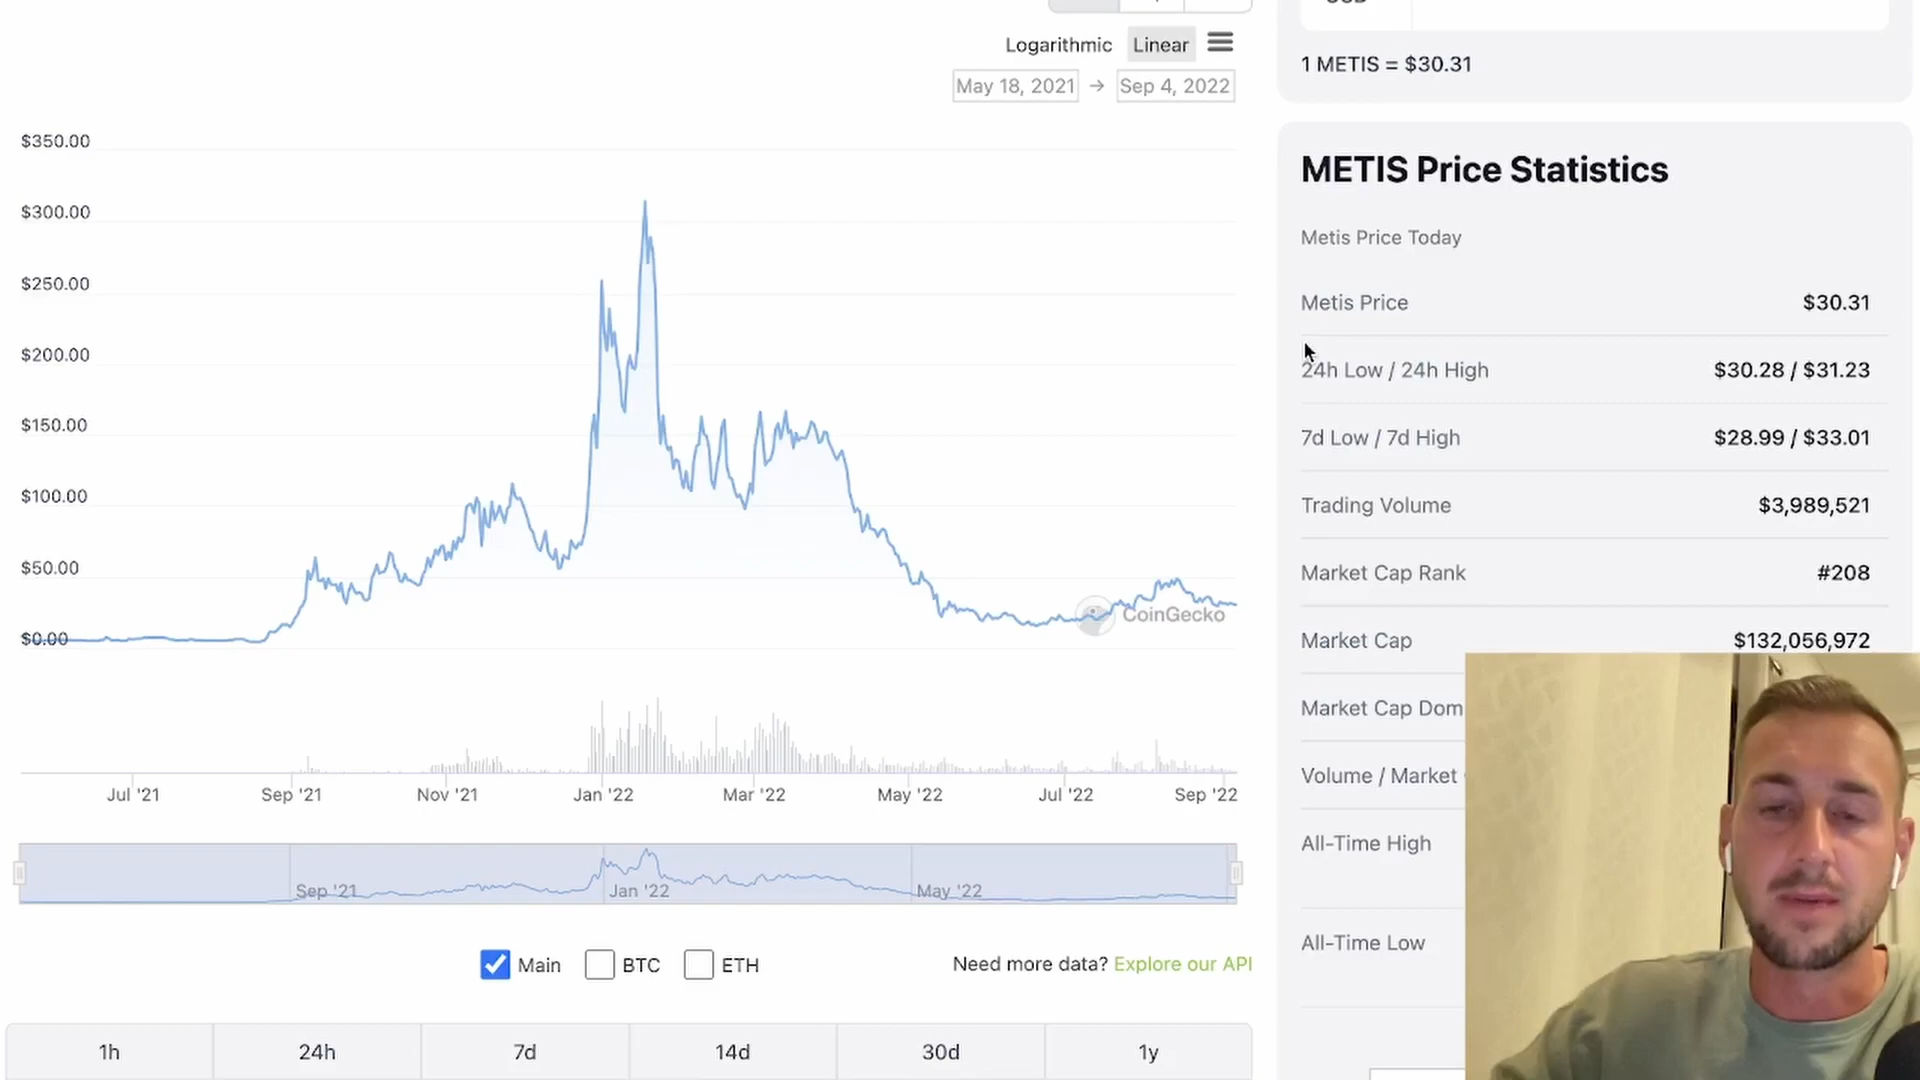 Logarithmic Linear
May 18, 2021 → Sep 4, 2022
$350.00
$300.00
$250.00
$200.00
$150.00
$100.00
$50.00
$0.00
CoinGecko
Jul '21 Sep '21 Nov '21 Jan '22 Mar '22 May '22 Jul '22 Sep '22
Sep '21 Jan '22 May '22
Main BTC ETH
Need more data? Explore our API
1h 24h 7d 14d 30d 1y
1 METIS = $30.31
METIS Price Statistics
Metis Price Today
Metis Price $30.31
24h Low / 24h High $30.28 / $31.23
7d Low / 7d High $28.99 / $33.01
Trading Volume $3,989,521
Market Cap Rank #208
Market Cap $132,056,972
Market Cap Dom
Volume / Market
All-Time High
All-Time Low